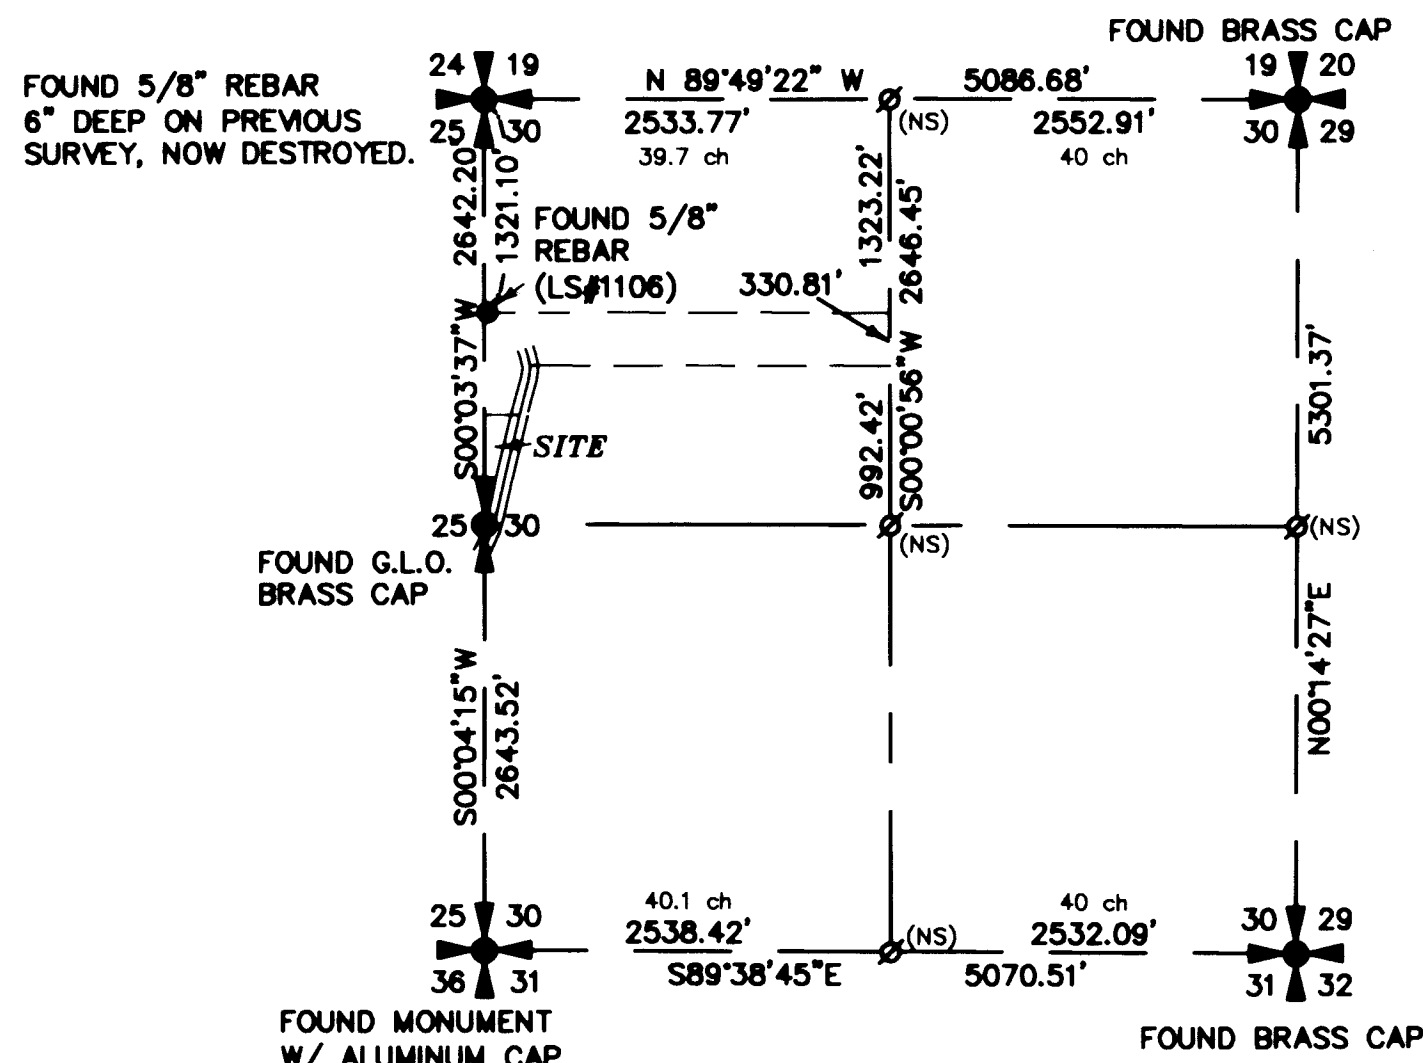 FOUND BRASS CAP
FOUND 5/8" REBAR
6" DEEP ON PREVIOUS
SURVEY, NOW DESTROYED.
24 19
25 30
N 89°49'22" W 5086.68'
2533.77'
39.7 ch
(NS)
2552.91'
40 ch
19 20
30 29
2642.20'
1321.10'
S00°03'37"W
FOUND 5/8"
REBAR
(LS#1106)
330.81'
1323.22'
2646.45'
992.42'
S00°00'56"W
5301.37'
SITE
25 30
(NS)
(NS)
FOUND G.L.O.
BRASS CAP
S00°04'15"W
2643.52'
N00°14'27"E
25 30
36 31
40.1 ch
2538.42'
S89°38'45"E
(NS)
40 ch
2532.09'
5070.51'
30 29
31 32
FOUND MONUMENT
W/ ALUMINUM CAP
FOUND BRASS CAP